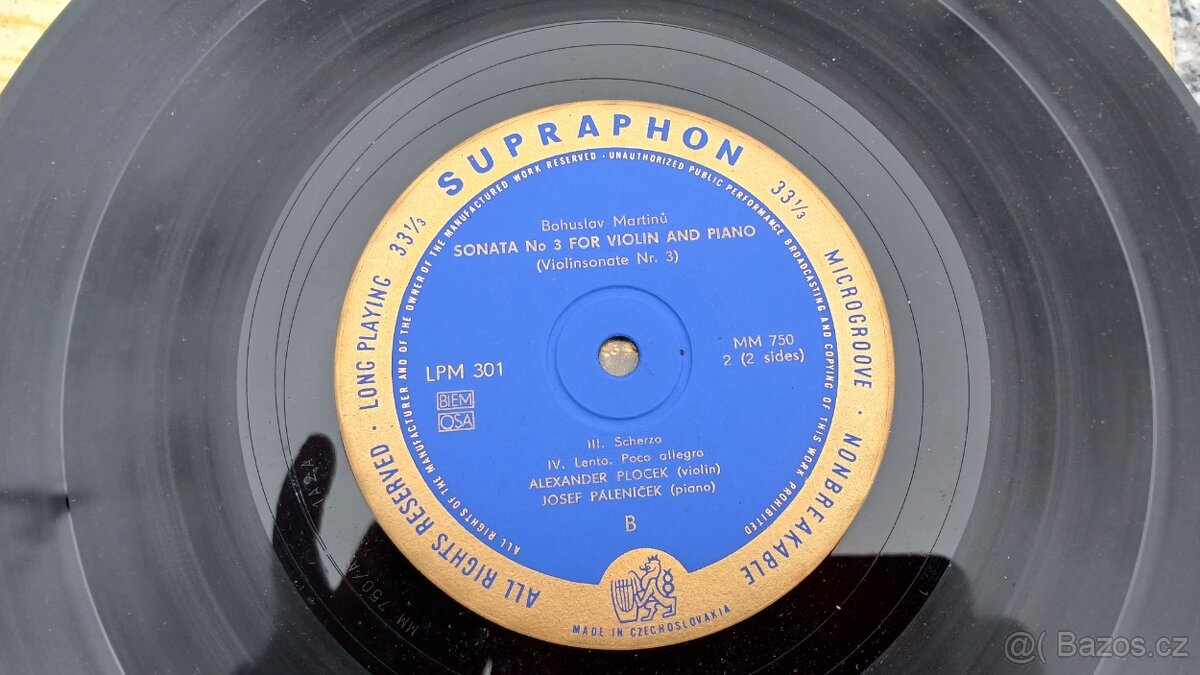 SUPRAPHON
33⅓
33⅓
LONG PLAYING
MICROGROOVE · NONBREAKABLE
ALL RIGHTS RESERVED ·
ALL RIGHTS OF THE MANUFACTURER AND OF THE OWNER OF THE MANUFACTURED WORK RESERVED · UNAUTHORIZED PUBLIC PERFORMANCE BROADCASTING AND COPYING OF THIS WORK PROHIBITED
Bohuslav Martinů
SONATA No 3 FOR VIOLIN AND PIANO
(Violinsonate Nr. 3)
LPM 301
BIEM
OSA
MM 750
2 (2 sides)
III. Scherzo
IV. Lento. Poco allegro
ALEXANDER PLOCEK (violin)
JOSEF PÁLENÍČEK (piano)
B
MADE IN CZECHOSLOVAKIA
@( Bazos.cz